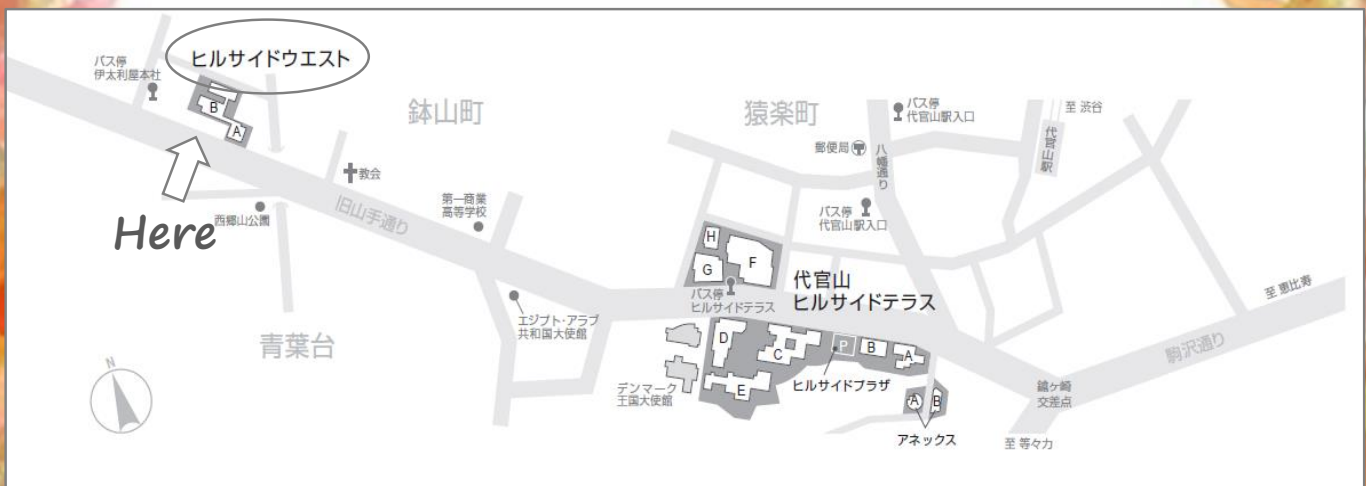 バス停
伊太利屋本社
ヒルサイドウエスト
B
A
鉢山町
猿楽町
バス停
代官山駅入口
至 渋谷
代官山駅
郵便局
八幡通り
教会
第一商業
高等学校
旧山手通り
西郷山公園
Here
バス停
代官山駅入口
H
G
F
代官山
ヒルサイドテラス
バス停
ヒルサイドテラス
至 恵比寿
エジプト・アラブ
共和国大使館
青葉台
D
C
P
B
A
E
ヒルサイドプラザ
駒沢通り
N
デンマーク
王国大使館
A
B
アネックス
鎗ヶ崎
交差点
至 等々力